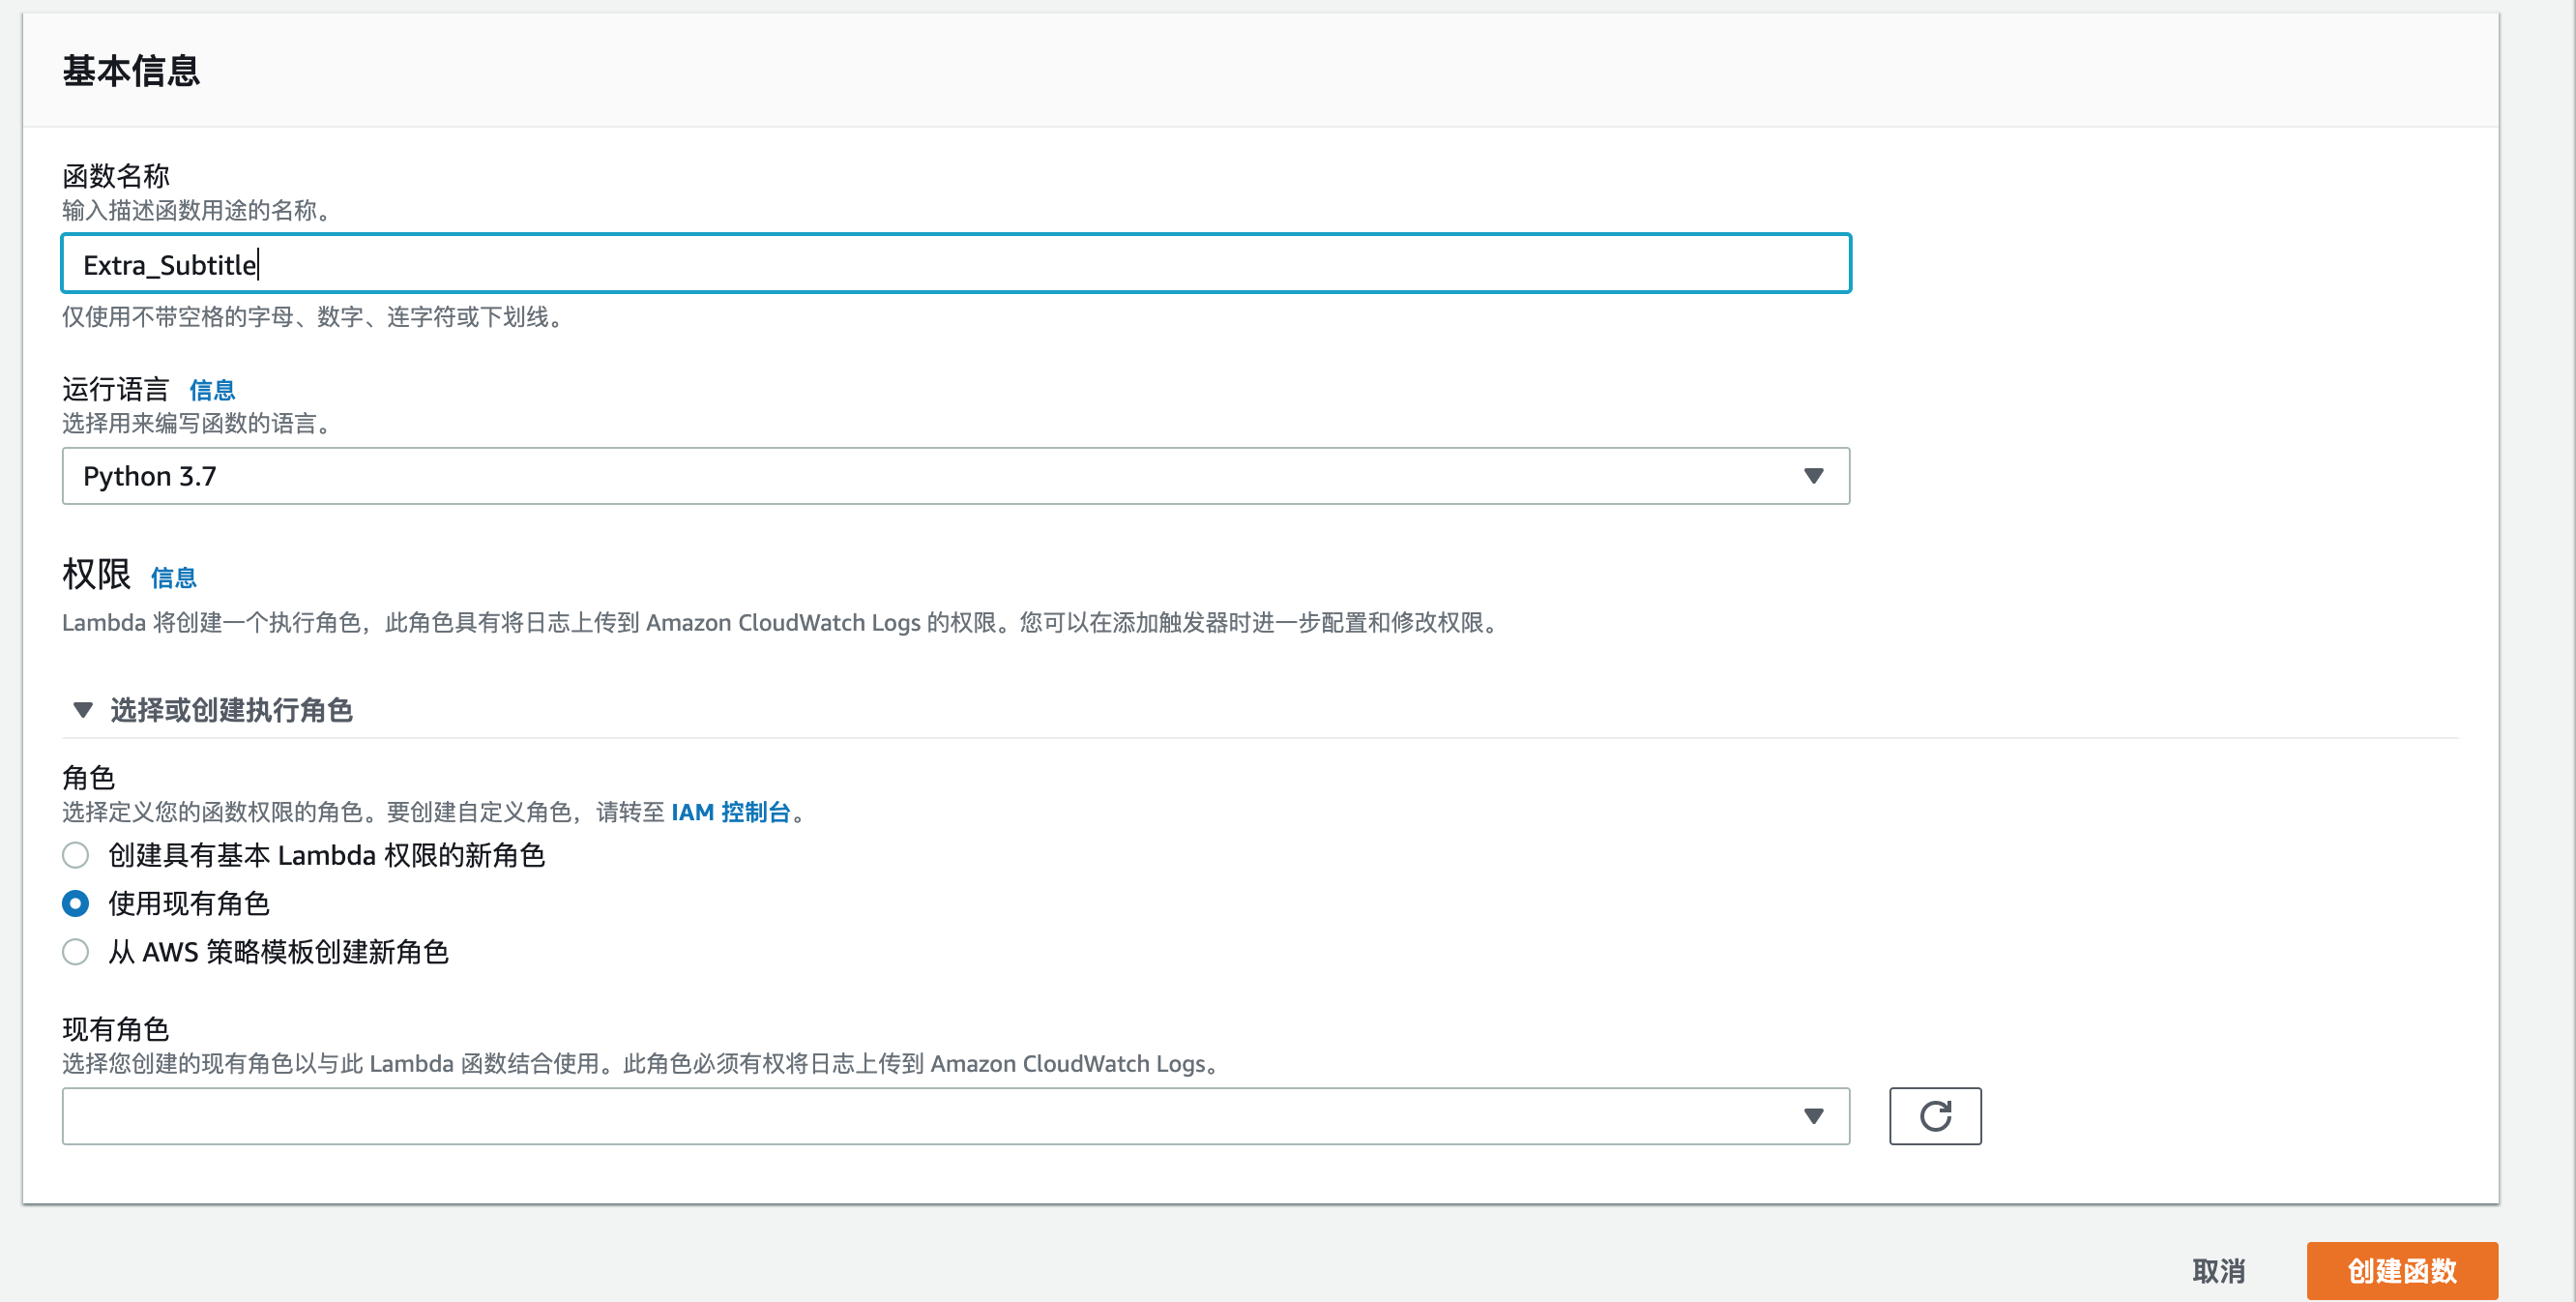 基本信息
函数名称
输入描述函数用途的名称。
Extra_Subtitle
仅使用不带空格的字母、数字、连字符或下划线。
运行语言 信息
选择用来编写函数的语言。
Python 3.7
权限 信息
Lambda 将创建一个执行角色，此角色具有将日志上传到 Amazon CloudWatch Logs 的权限。您可以在添加触发器时进一步配置和修改权限。
选择或创建执行角色
角色
选择定义您的函数权限的角色。要创建自定义角色，请转至 IAM 控制台。
创建具有基本 Lambda 权限的新角色
使用现有角色
从 AWS 策略模板创建新角色
现有角色
选择您创建的现有角色以与此 Lambda 函数结合使用。此角色必须有权将日志上传到 Amazon CloudWatch Logs。
取消 创建函数